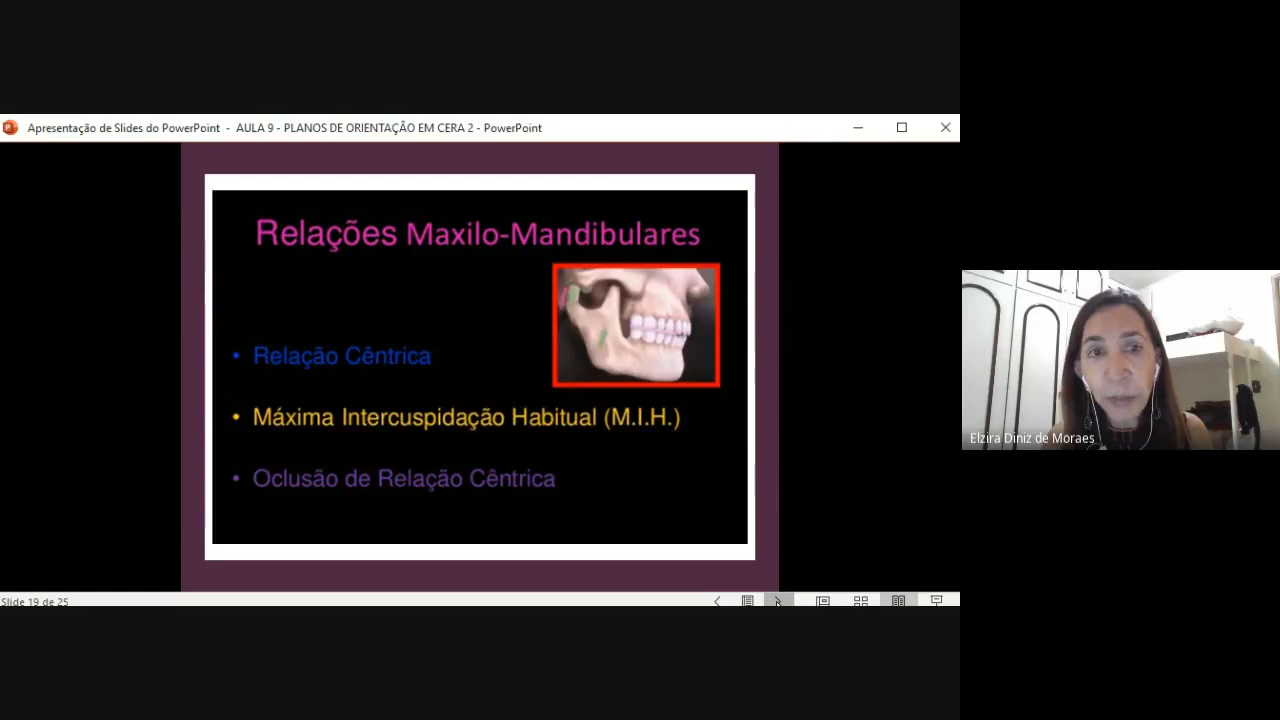 Apresentação de Slides do PowerPoint - AULA 9 - PLANOS DE ORIENTAÇÃO EM CERA 2 - PowerPoint
Relações Maxilo-Mandibulares
• Relação Cêntrica
• Máxima Intercuspidação Habitual (M.I.H.)
• Oclusão de Relação Cêntrica
Slide 19 de 25
Elzira Diniz de Moraes